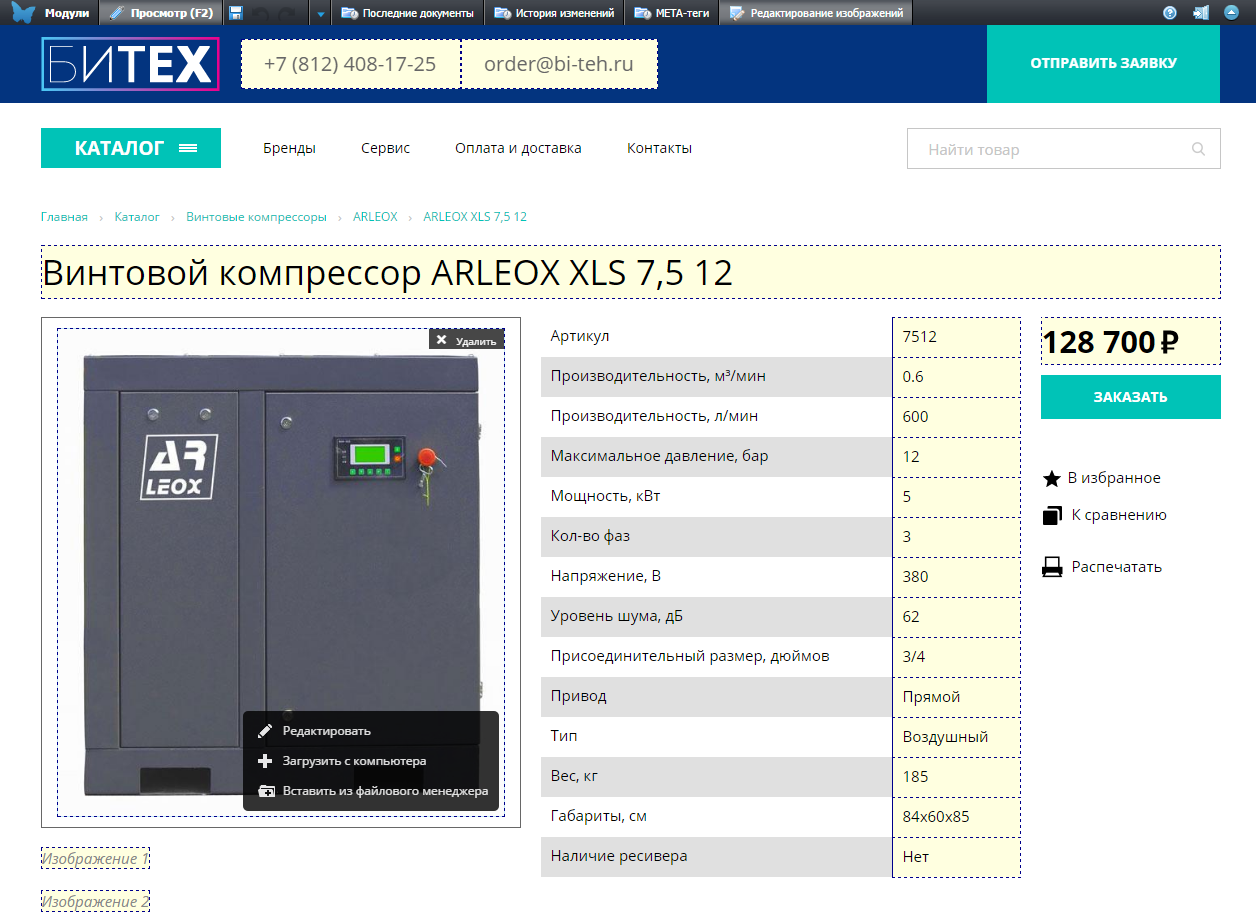 Модули Просмотр (F2) Последние документы История изменений META-теги Редактирование изображений
БИТЕХ +7 (812) 408-17-25 order@bi-teh.ru ОТПРАВИТЬ ЗАЯВКУ
КАТАЛОГ Бренды Сервис Оплата и доставка Контакты Найти товар
Главная › Каталог › Винтовые компрессоры › ARLEOX › ARLEOX XLS 7,5 12
Винтовой компрессор ARLEOX XLS 7,5 12
Удалить
AR
LEOX
Редактировать
Загрузить с компьютера
Вставить из файлового менеджера
Изображение 1
Изображение 2
Артикул 7512
Производительность, м³/мин 0.6
Производительность, л/мин 600
Максимальное давление, бар 12
Мощность, кВт 5
Кол-во фаз 3
Напряжение, В 380
Уровень шума, дБ 62
Присоединительный размер, дюймов 3/4
Привод Прямой
Тип Воздушный
Вес, кг 185
Габариты, см 84x60x85
Наличие ресивера Нет
128 700 ₽
ЗАКАЗАТЬ
В избранное
К сравнению
Распечатать